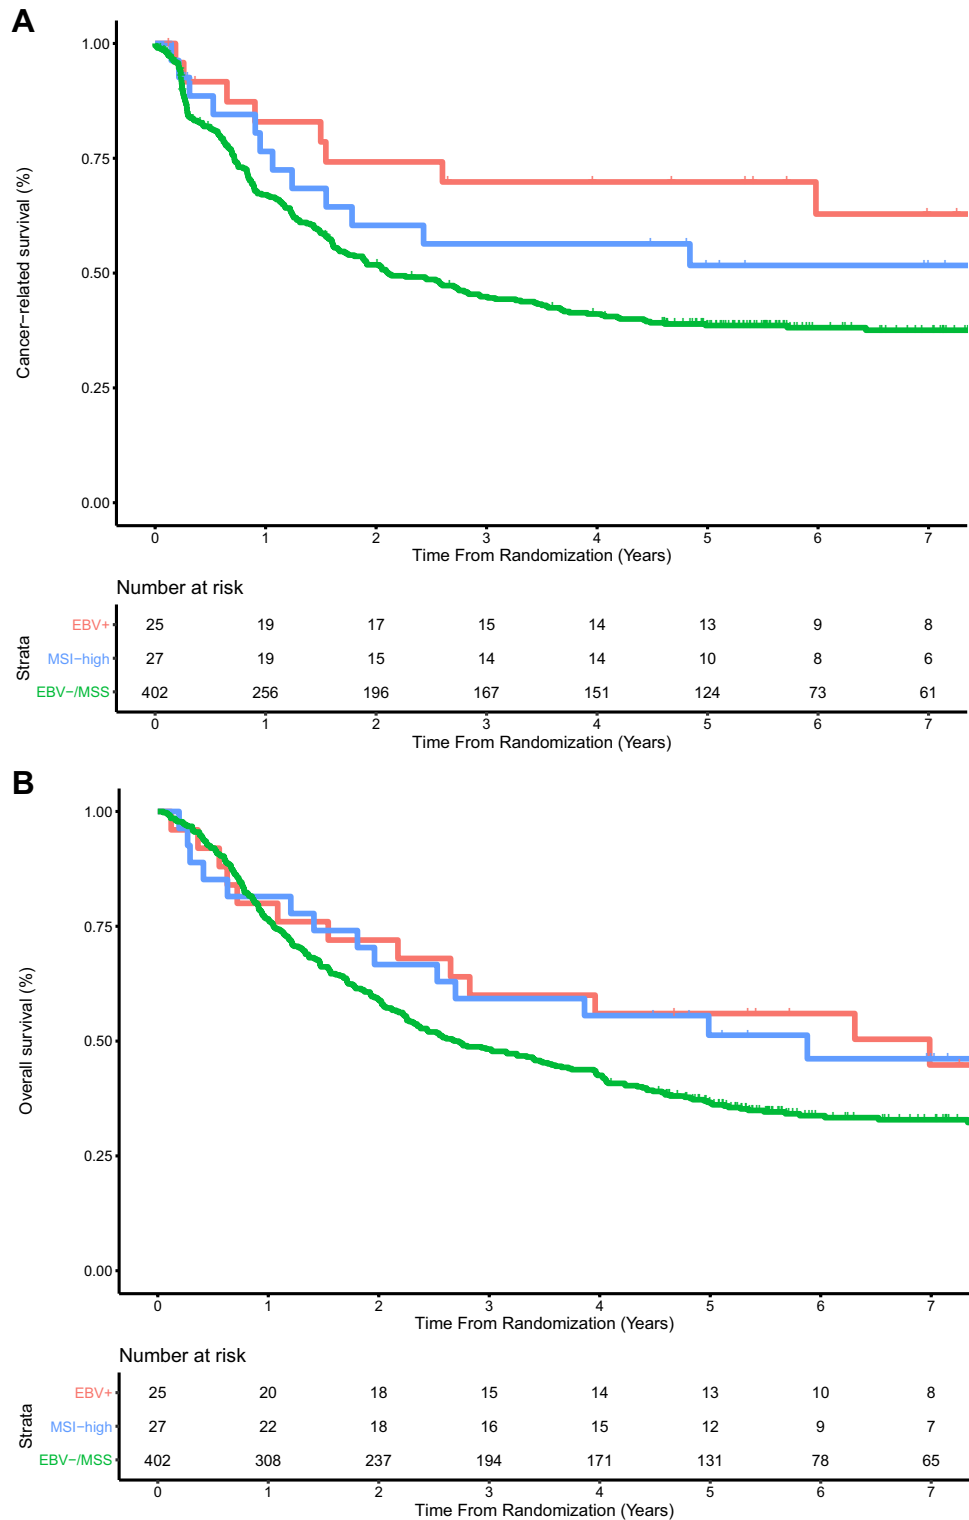 A
Cancer−related survival (%)
1.00
0.75
0.50
0.25
0.00
0 1 2 3 4 5 6 7
Time From Randomization (Years)
Number at risk
Strata
EBV+ 25 19 17 15 14 13 9 8
MSI−high 27 19 15 14 14 10 8 6
EBV−/MSS 402 256 196 167 151 124 73 61
0 1 2 3 4 5 6 7
Time From Randomization (Years)
B
Overall survival (%)
1.00
0.75
0.50
0.25
0.00
0 1 2 3 4 5 6 7
Time From Randomization (Years)
Number at risk
Strata
EBV+ 25 20 18 15 14 13 10 8
MSI−high 27 22 18 16 15 12 9 7
EBV−/MSS 402 308 237 194 171 131 78 65
0 1 2 3 4 5 6 7
Time From Randomization (Years)